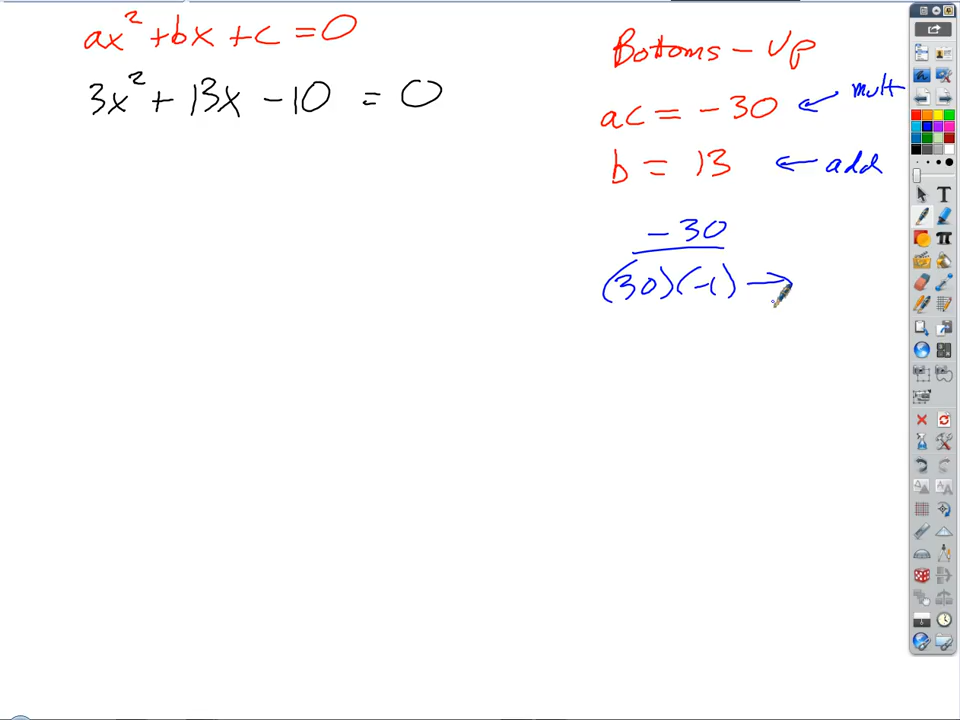 ax² + bx + c = 0
3x² + 13x - 10 = 0
Bottoms - Up
ac = -30 ← mult
b = 13 ← add
-30
(30)(-1) →